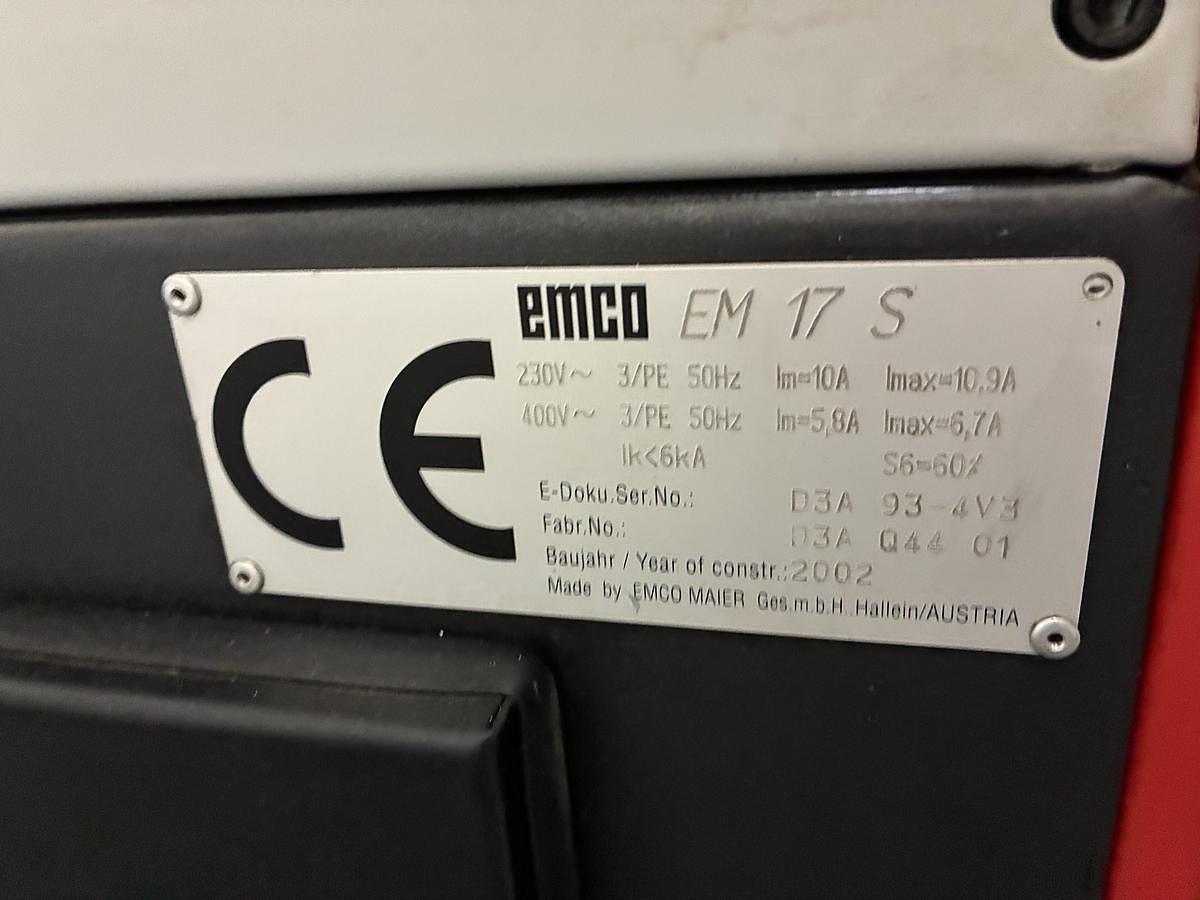 CE
emco EM 17 S
230V~ 3/PE 50Hz Im=10A Imax=10,9A
400V~ 3/PE 50Hz Im=5,8A Imax=6,7A
Ik<6kA S6=60%
E-Doku.Ser.No.: D3A 93-4V3
Fabr.No.: D3A Q44 01
Baujahr / Year of constr.:2002
Made by EMCO MAIER Ges.m.b.H. Hallein/AUSTRIA